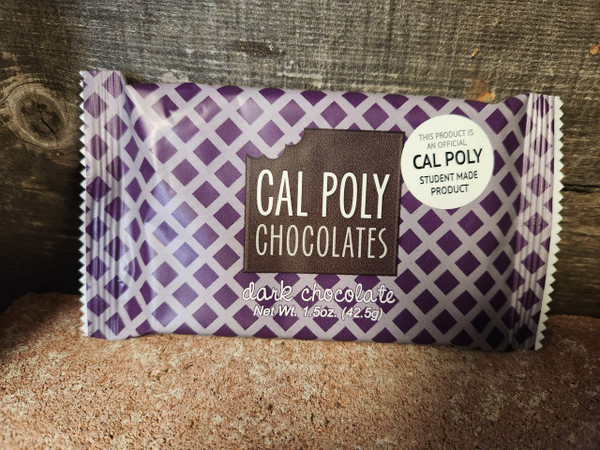 CAL POLY
CHOCOLATES
THIS PRODUCT IS
AN OFFICIAL
CAL POLY
STUDENT MADE
PRODUCT
dark chocolate
Net Wt. 1.5oz. (42.5g)